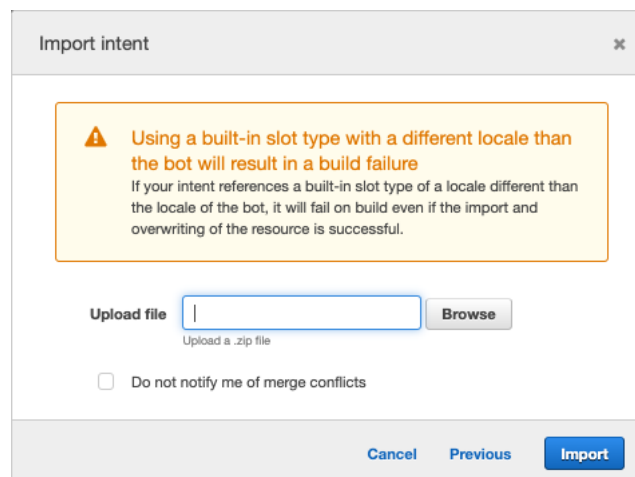 Import intent
Using a built-in slot type with a different locale than
the bot will result in a build failure
If your intent references a built-in slot type of a locale different than
the locale of the bot, it will fail on build even if the import and
overwriting of the resource is successful.
Upload file
Browse
Upload a .zip file
Do not notify me of merge conflicts
Cancel
Previous
Import